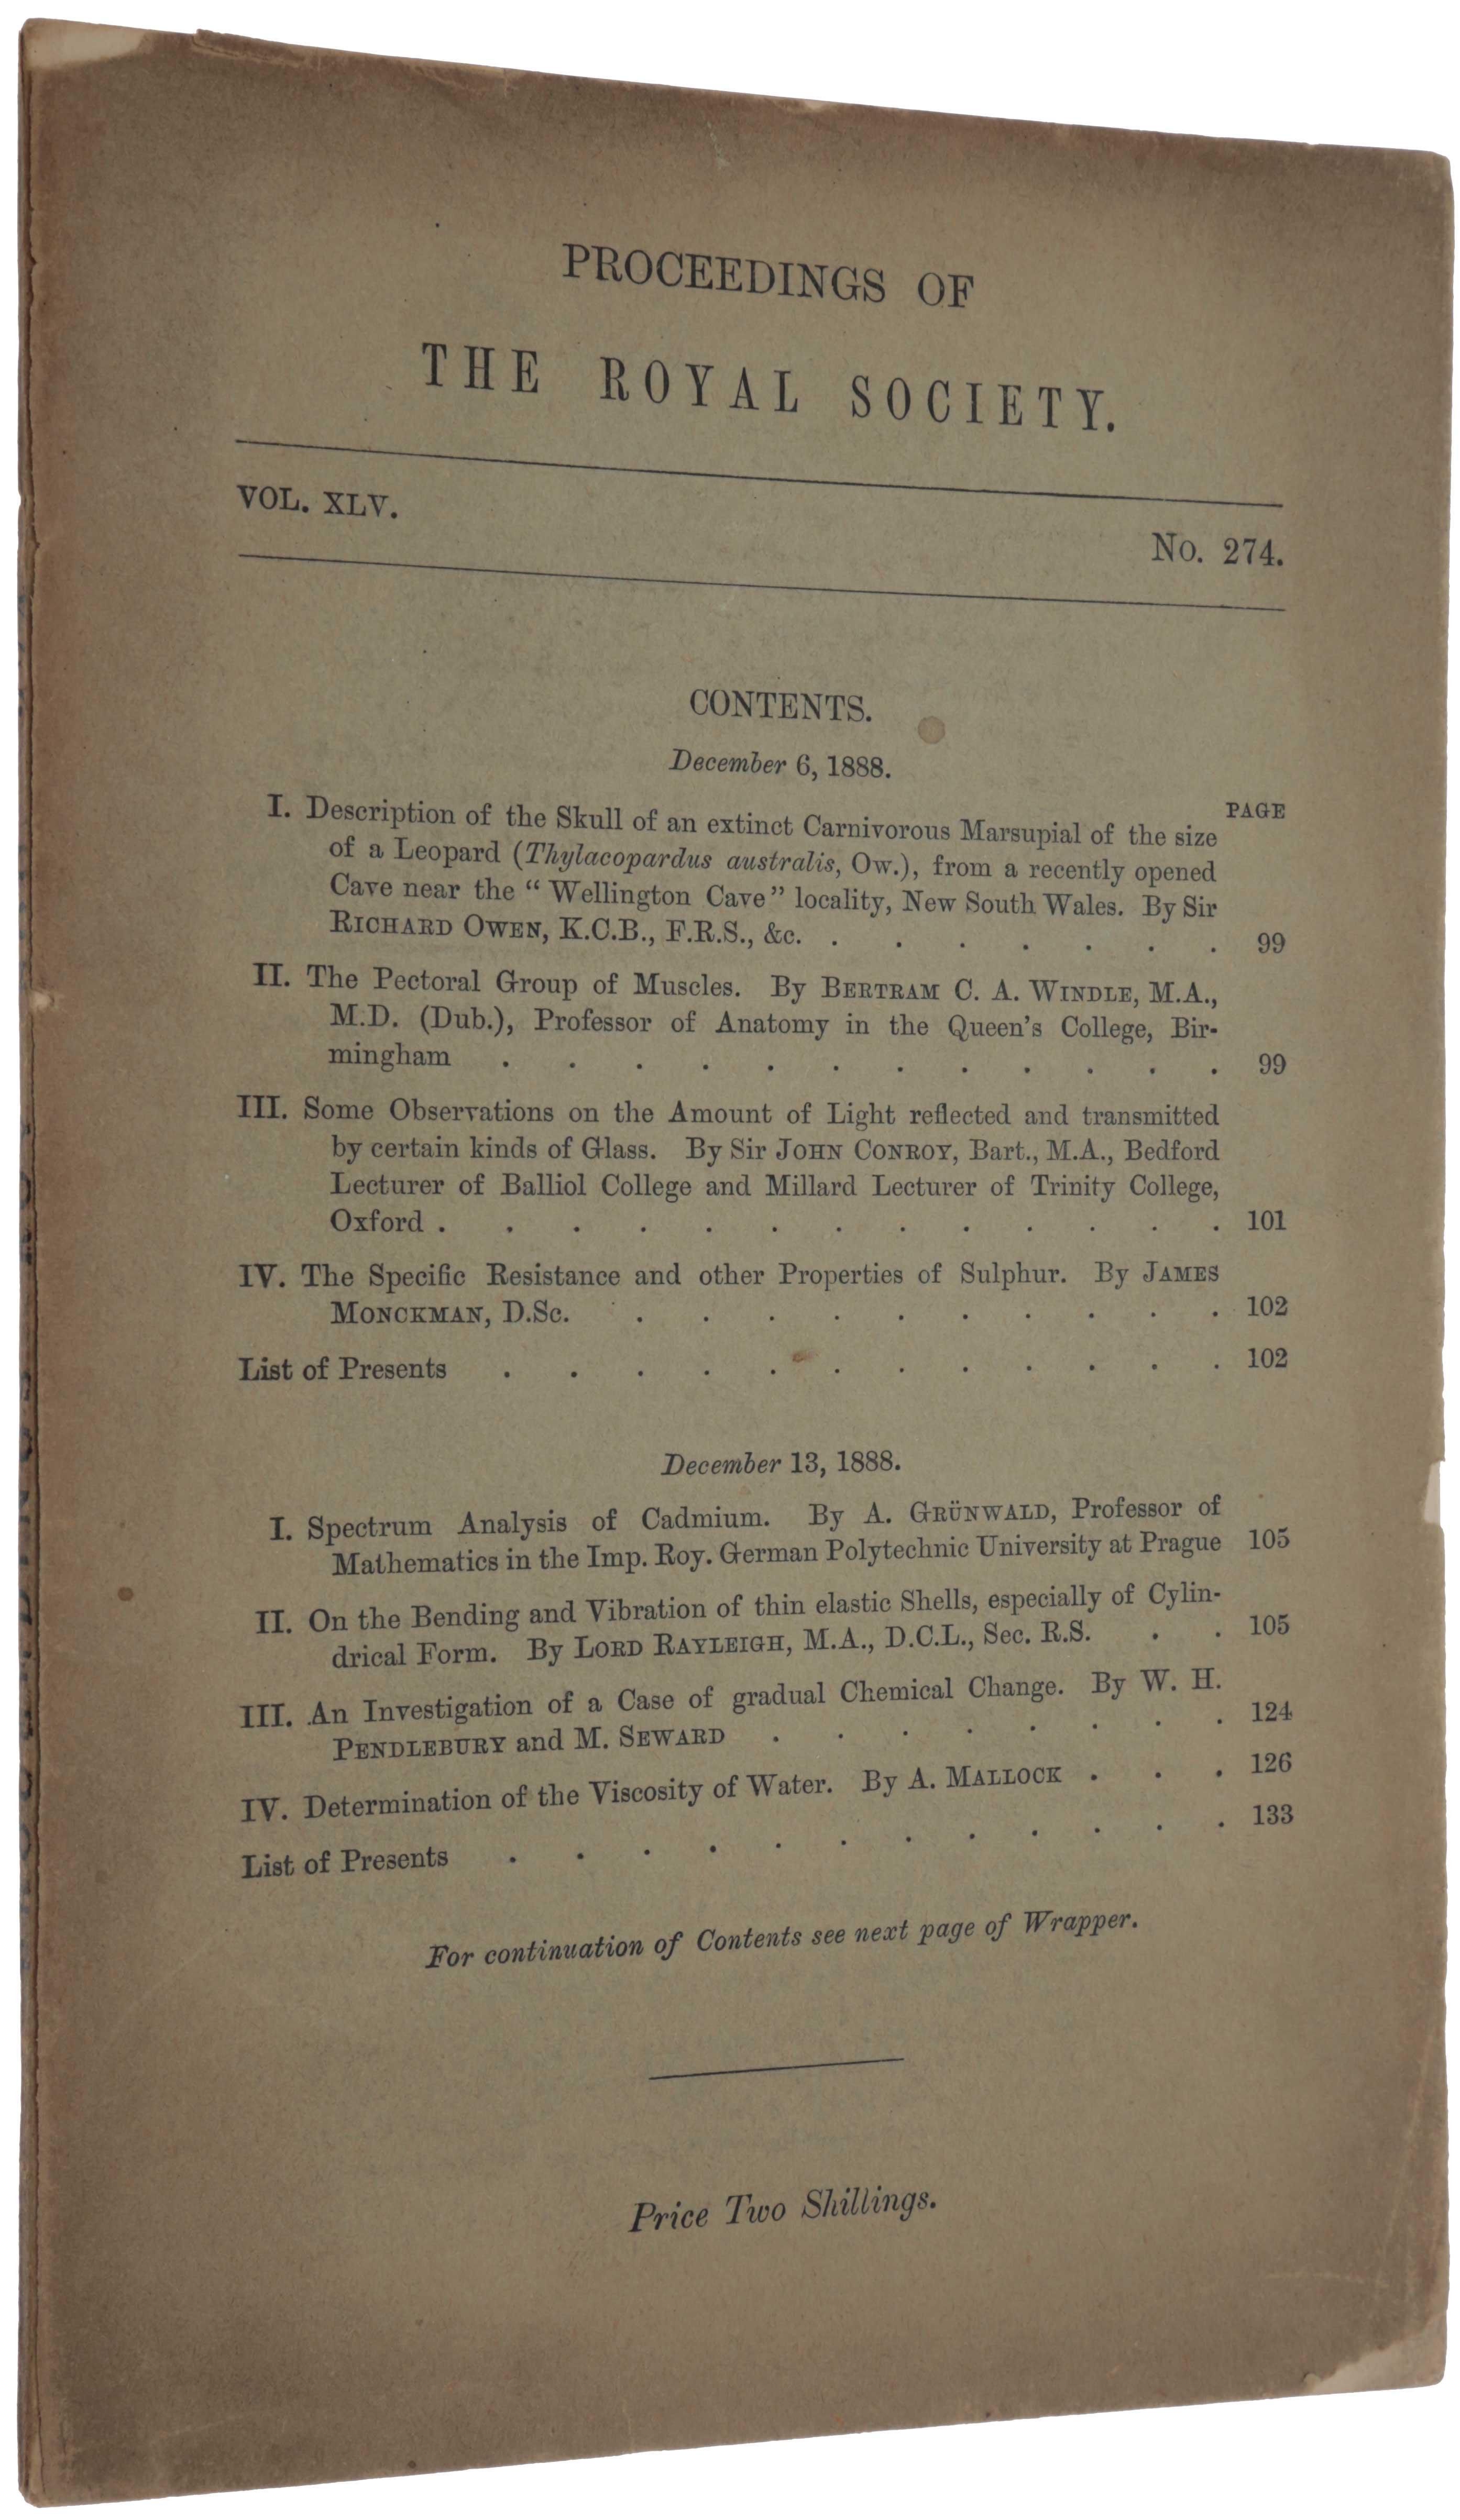 PROCEEDINGS OF
THE ROYAL SOCIETY.
VOL. XLV.
No. 274.
CONTENTS.
December 6, 1888.
PAGE
I. Description of the Skull of an extinct Carnivorous Marsupial of the size
of a Leopard (Thylacopardus australis, Ow.), from a recently opened
Cave near the “Wellington Cave” locality, New South Wales. By Sir
RICHARD OWEN, K.C.B., F.R.S., &c. . . . . . . . 99
II. The Pectoral Group of Muscles. By BERTRAM C. A. WINDLE, M.A.,
M.D. (Dub.), Professor of Anatomy in the Queen's College, Bir-
mingham . . . . . . . . . . . . 99
III. Some Observations on the Amount of Light reflected and transmitted
by certain kinds of Glass. By Sir JOHN CONROY, Bart., M.A., Bedford
Lecturer of Balliol College and Millard Lecturer of Trinity College,
Oxford . . . . . . . . . . . . . 101
IV. The Specific Resistance and other Properties of Sulphur. By JAMES
MONCKMAN, D.Sc. . . . . . . . . . . 102
List of Presents . . . . . . . . . . . . 102
December 13, 1888.
I. Spectrum Analysis of Cadmium. By A. GRÜNWALD, Professor of
Mathematics in the Imp. Roy. German Polytechnic University at Prague 105
II. On the Bending and Vibration of thin elastic Shells, especially of Cylin-
drical Form. By LORD RAYLEIGH, M.A., D.C.L., Sec. R.S. . . 105
III. An Investigation of a Case of gradual Chemical Change. By W. H.
PENDLEBURY and M. SEWARD . . . . . . . . 124
IV. Determination of the Viscosity of Water. By A. MALLOCK . . . 126
List of Presents . . . . . . . . . . . . 133
For continuation of Contents see next page of Wrapper.
Price Two Shillings.